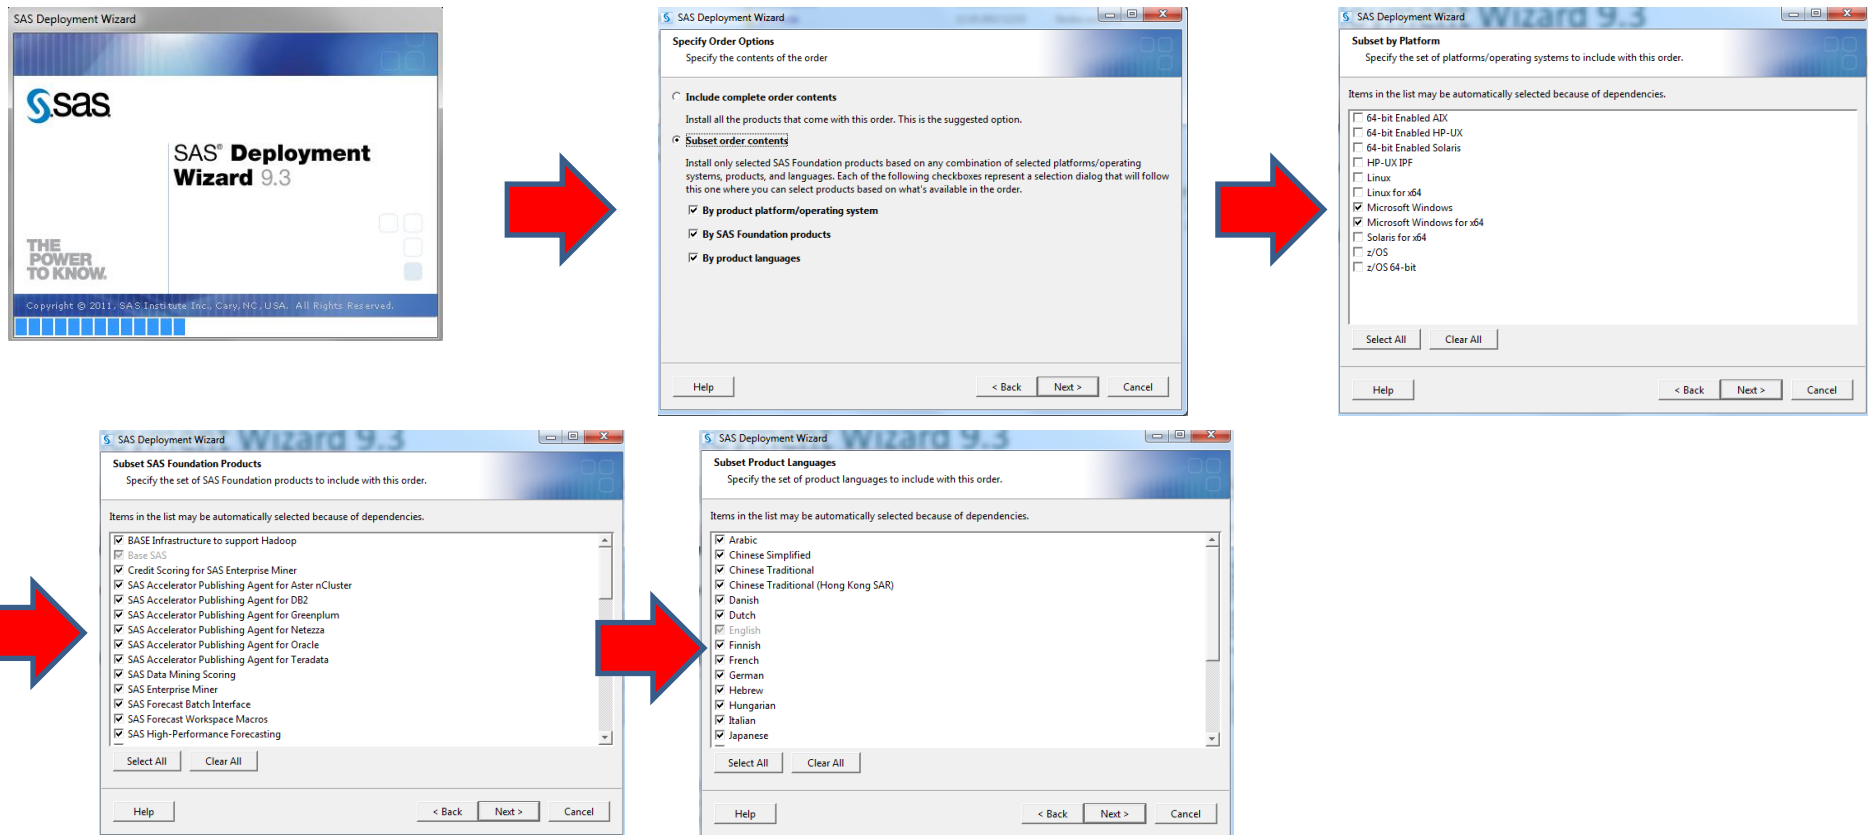 SAS Deployment Wizard
sas
SAS® Deployment
Wizard 9.3
THE
POWER
TO KNOW.
Copyright © 2011, SAS Institute Inc., Cary, NC, USA. All Rights Reserved.
SAS Deployment Wizard
Specify Order Options
Specify the contents of the order
Include complete order contents
Install all the products that come with this order. This is the suggested option.
Subset order contents
Install only selected SAS Foundation products based on any combination of selected platforms/operating
systems, products, and languages. Each of the following checkboxes represent a selection dialog that will follow
this one where you can select products based on what's available in the order.
By product platform/operating system
By SAS Foundation products
By product languages
Help
< Back
Next >
Cancel
Wizard 9.3
SAS Deployment Wizard
Subset by Platform
Specify the set of platforms/operating systems to include with this order.
Items in the list may be automatically selected because of dependencies.
64-bit Enabled AIX
64-bit Enabled HP-UX
64-bit Enabled Solaris
HP-UX IPF
Linux
Linux for x64
Microsoft Windows
Microsoft Windows for x64
Solaris for x64
z/OS
z/OS 64-bit
Select All
Clear All
Help
< Back
Next >
Cancel
Wizard 9.3
SAS Deployment Wizard
Subset SAS Foundation Products
Specify the set of SAS Foundation products to include with this order.
Items in the list may be automatically selected because of dependencies.
BASE Infrastructure to support Hadoop
Base SAS
Credit Scoring for SAS Enterprise Miner
SAS Accelerator Publishing Agent for Aster nCluster
SAS Accelerator Publishing Agent for DB2
SAS Accelerator Publishing Agent for Greenplum
SAS Accelerator Publishing Agent for Netezza
SAS Accelerator Publishing Agent for Oracle
SAS Accelerator Publishing Agent for Teradata
SAS Data Mining Scoring
SAS Enterprise Miner
SAS Forecast Batch Interface
SAS Forecast Workspace Macros
SAS High-Performance Forecasting
Select All
Clear All
Help
< Back
Next >
Cancel
Wizard 9.3
SAS Deployment Wizard
Subset Product Languages
Specify the set of product languages to include with this order.
Items in the list may be automatically selected because of dependencies.
Arabic
Chinese Simplified
Chinese Traditional
Chinese Traditional (Hong Kong SAR)
Danish
Dutch
English
Finnish
French
German
Hebrew
Hungarian
Italian
Japanese
Select All
Clear All
Help
< Back
Next >
Cancel